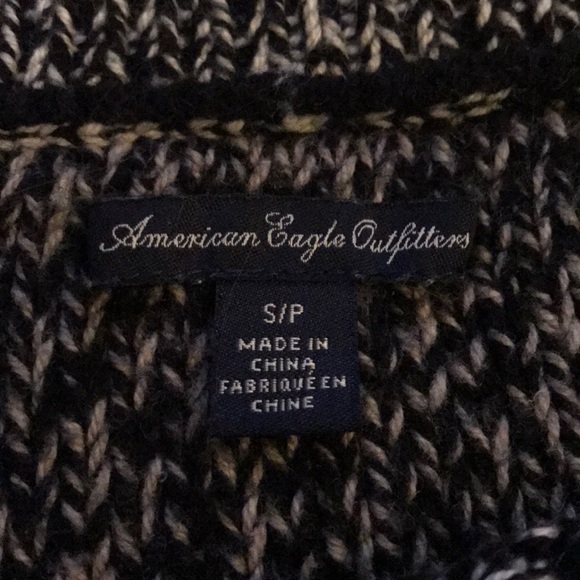 American Eagle Outfitters
S/P
MADE IN
CHINA
FABRIQUÉ EN
CHINE